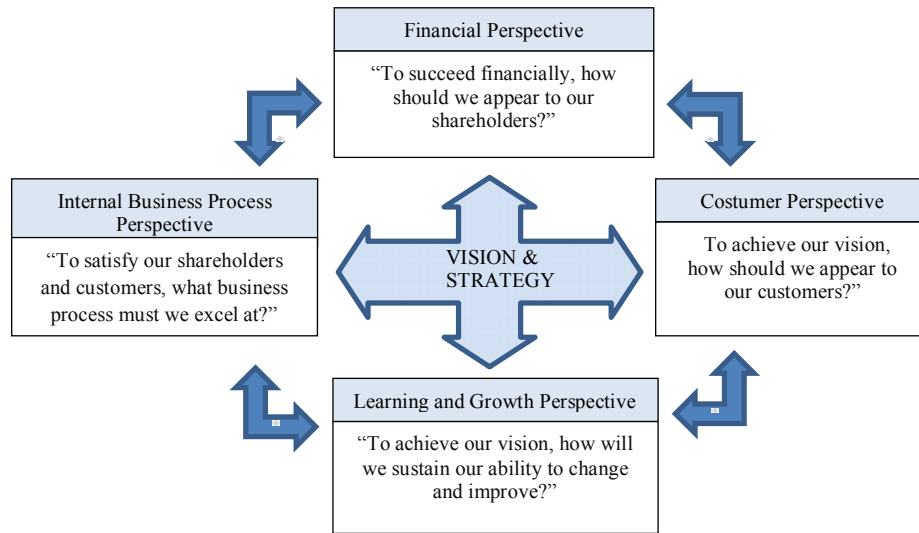 Financial Perspective
“To succeed financially, how
should we appear to our
shareholders?”
Internal Business Process
Perspective
“To satisfy our shareholders
and customers, what business
process must we excel at?”
VISION &
STRATEGY
Costumer Perspective
To achieve our vision,
how should we appear to
our customers?”
Learning and Growth Perspective
“To achieve our vision, how will
we sustain our ability to change
and improve?”